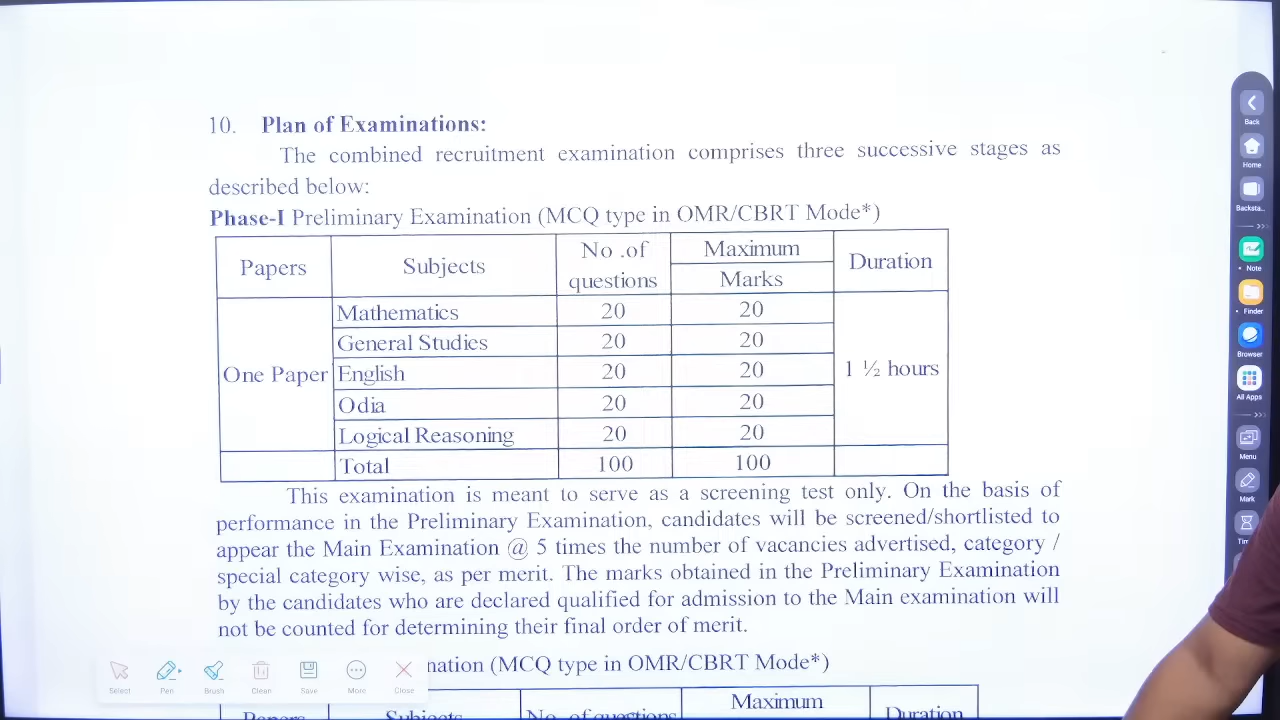 10. Plan of Examinations:
The combined recruitment examination comprises three successive stages as
described below:
Phase-I Preliminary Examination (MCQ type in OMR/CBRT Mode*)
Papers Subjects No .of questions Maximum Marks Duration
One Paper
Mathematics 20 20
General Studies 20 20
English 20 20
Odia 20 20
Logical Reasoning 20 20
1 ½ hours
Total 100 100
This examination is meant to serve as a screening test only. On the basis of
performance in the Preliminary Examination, candidates will be screened/shortlisted to
appear the Main Examination @ 5 times the number of vacancies advertised, category /
special category wise, as per merit. The marks obtained in the Preliminary Examination
by the candidates who are declared qualified for admission to the Main examination will
not be counted for determining their final order of merit.
nation (MCQ type in OMR/CBRT Mode*)
Papers Subjects No. of questions Maximum Duration
Select Pen Brush Clean Save More Close
Back
Home
Backsta...
Note
Finder
Browser
All Apps
Menu
Mark